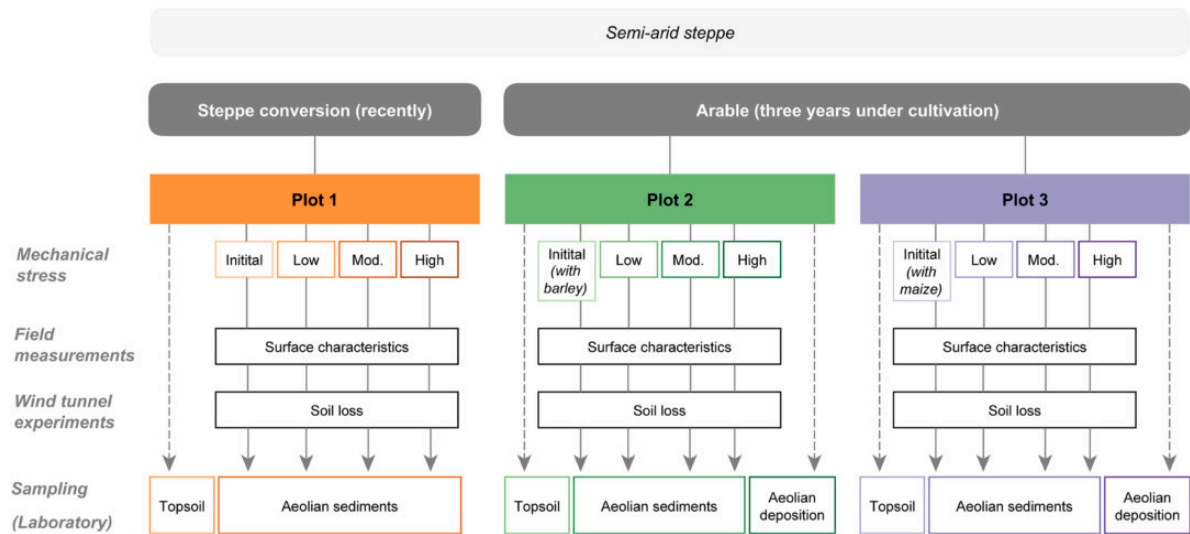 Semi-arid steppe
Steppe conversion (recently)
Arable (three years under cultivation)
Plot 1
Plot 2
Plot 3
Mechanical
stress
Initital
Low
Mod.
High
Initital
(with
barley)
Low
Mod.
High
Initital
(with
maize)
Low
Mod.
High
Field
measurements
Surface characteristics
Surface characteristics
Surface characteristics
Wind tunnel
experiments
Soil loss
Soil loss
Soil loss
Sampling
(Laboratory)
Topsoil
Aeolian sediments
Topsoil
Aeolian sediments
Aeolian
deposition
Topsoil
Aeolian sediments
Aeolian
deposition